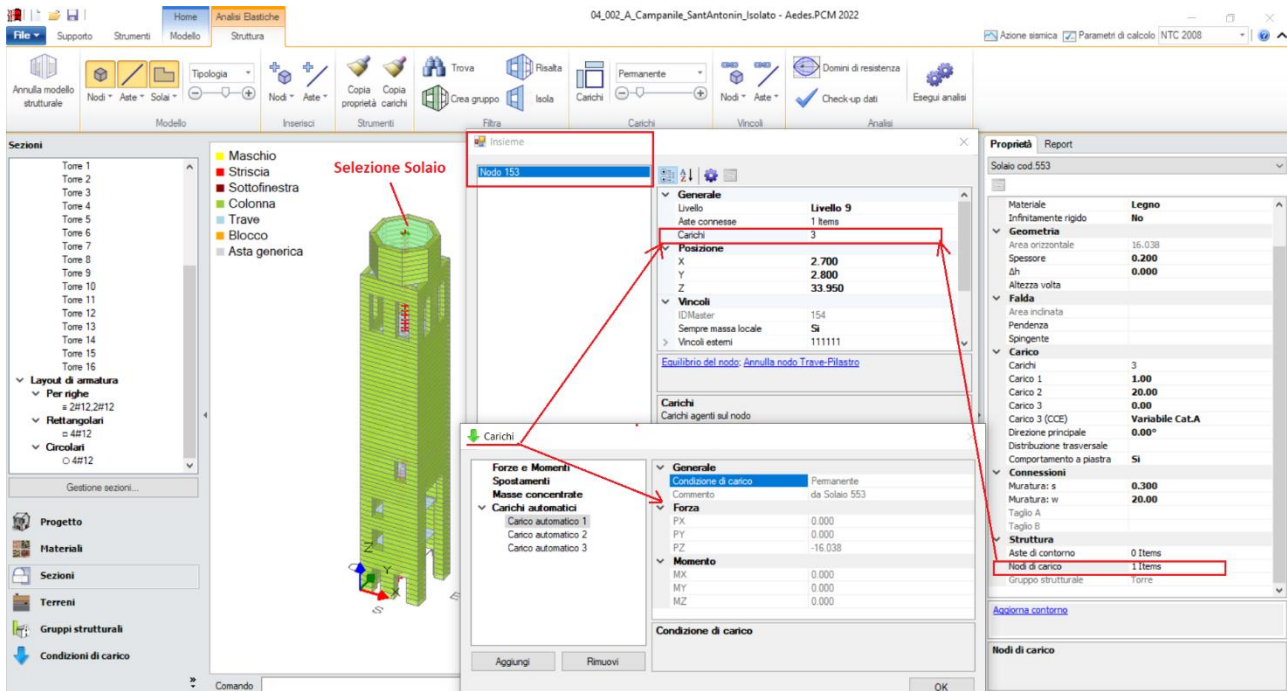 04_002_A_Campanile_SantAntonin_Isolato - Aedes.PCM 2022
Home
Analisi Elastiche
File
Supporto
Strumenti
Modello
Struttura
Azione sismica
Parametri di calcolo
NTC 2008
Annulla modello strutturale
Nodi
Aste
Solai
Tipologia
Modello
Nodi
Aste
Inserisci
Copia proprietà
Copia carichi
Strumenti
Trova
Crea gruppo
Risalta
Isola
Filtra
Carichi
Permanente
Carichi
Nodi
Aste
Vincoli
Domini di resistenza
Check-up dati
Esegui analisi
Analisi
Sezioni
Torre 1
Torre 2
Torre 3
Torre 4
Torre 5
Torre 6
Torre 7
Torre 8
Torre 9
Torre 10
Torre 11
Torre 12
Torre 13
Torre 14
Torre 15
Torre 16
Layout di armatura
Per righe
2#12,2#12
Rettangolari
4#12
Circolari
4#12
Gestione sezioni...
Progetto
Materiali
Sezioni
Terreni
Gruppi strutturali
Condizioni di carico
Maschio
Striscia
Sottofinestra
Colonna
Trave
Blocco
Asta generica
Selezione Solaio
Z
Y
X
S
E
Comando
Insieme
Nodo 153
Generale
Livello Livello 9
Aste connesse 1 Items
Carichi 3
Posizione
X 2.700
Y 2.800
Z 33.950
Vincoli
IDMaster 154
Sempre massa locale Sì
Vincoli esterni 111111
Equilibrio del nodo; Annulla nodo Trave-Pilastro
Carichi
Carichi agenti sul nodo
Carichi
Forze e Momenti
Spostamenti
Masse concentrate
Carichi automatici
Carico automatico 1
Carico automatico 2
Carico automatico 3
Aggiungi
Rimuovi
Generale
Condizione di carico Permanente
Commento da Solaio 553
Forza
PX 0.000
PY 0.000
PZ -16.038
Momento
MX 0.000
MY 0.000
MZ 0.000
Condizione di carico
OK
Proprietà
Report
Solaio cod.553
Materiale Legno
Infinitamente rigido No
Geometria
Area orizzontale 16.038
Spessore 0.200
Δh 0.000
Altezza volta
Falda
Area inclinata
Pendenza
Spingente
Carico
Carichi 3
Carico 1 1.00
Carico 2 20.00
Carico 3 0.00
Carico 3 (CCE) Variabile Cat.A
Direzione principale 0.00°
Distribuzione trasversale
Comportamento a piastra Sì
Connessioni
Muratura: s 0.300
Muratura: w 20.00
Taglio A
Taglio B
Struttura
Aste di contorno 0 Items
Nodi di carico 1 Items
Gruppo strutturale Torre
Aggiorna contorno
Nodi di carico